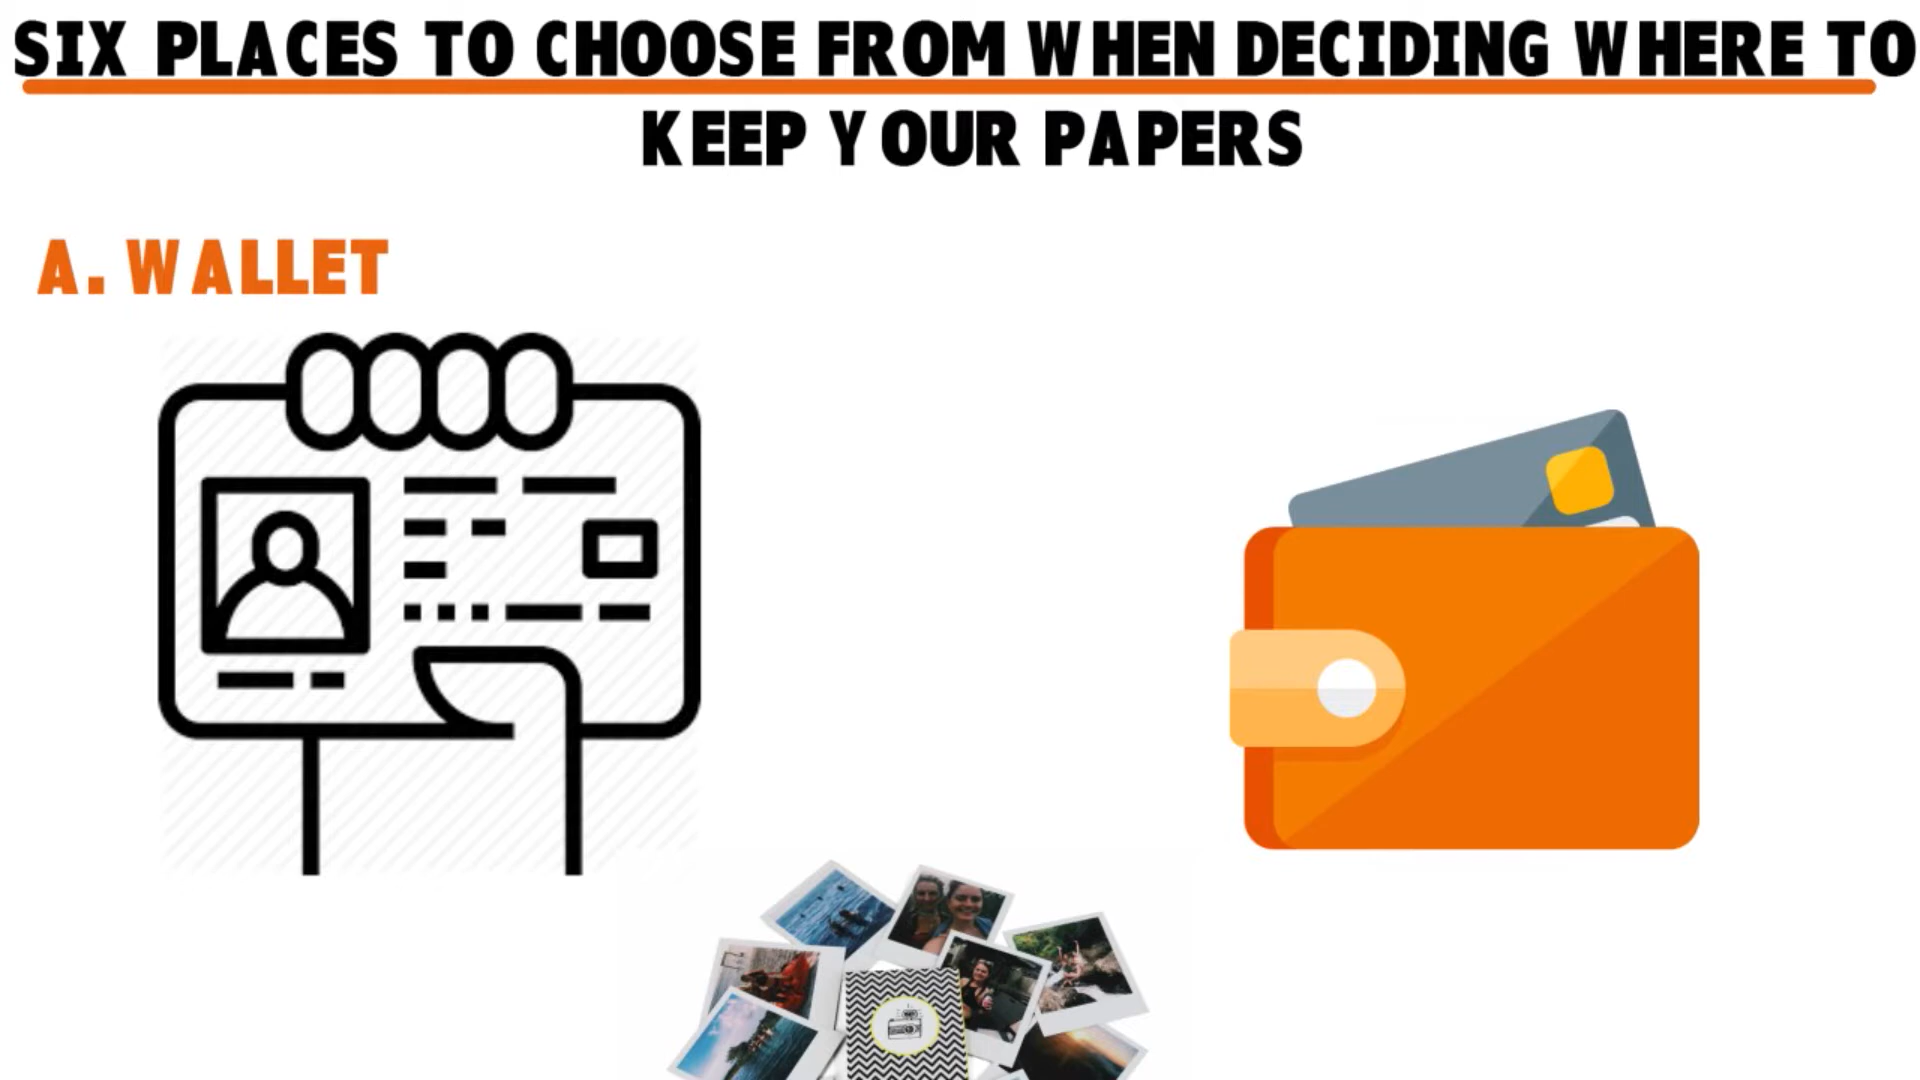 SIX PLACES TO CHOOSE FROM WHEN DECIDING WHERE TO
KEEP YOUR PAPERS
A. WALLET